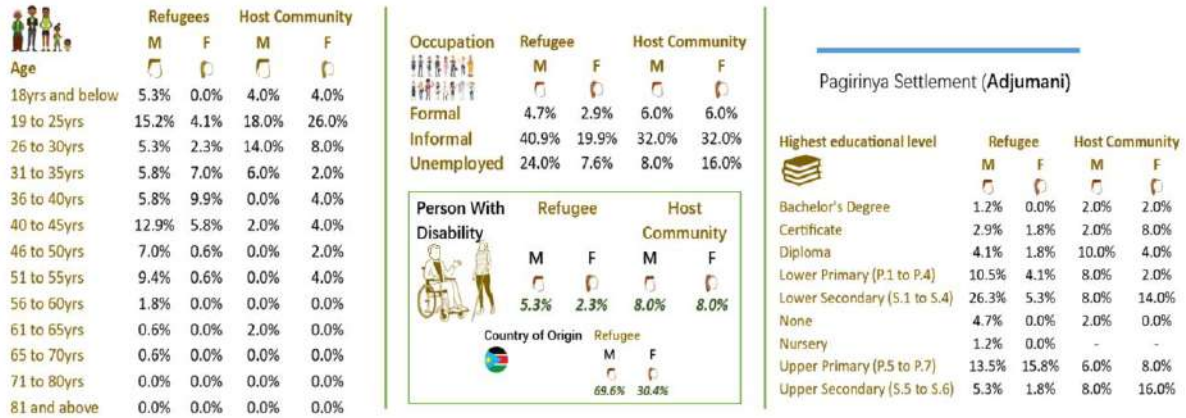 Refugees Host Community
M F M F
Age
18yrs and below 5.3% 0.0% 4.0% 4.0%
19 to 25yrs 15.2% 4.1% 18.0% 26.0%
26 to 30yrs 5.3% 2.3% 14.0% 8.0%
31 to 35yrs 5.8% 7.0% 6.0% 2.0%
36 to 40yrs 5.8% 9.9% 0.0% 4.0%
40 to 45yrs 12.9% 5.8% 2.0% 4.0%
46 to 50yrs 7.0% 0.6% 0.0% 2.0%
51 to 55yrs 9.4% 0.6% 0.0% 4.0%
56 to 60yrs 1.8% 0.0% 0.0% 0.0%
61 to 65yrs 0.6% 0.0% 2.0% 0.0%
65 to 70yrs 0.6% 0.0% 0.0% 0.0%
71 to 80yrs 0.0% 0.0% 0.0% 0.0%
81 and above 0.0% 0.0% 0.0% 0.0%
Occupation Refugee Host Community
M F M F
Formal 4.7% 2.9% 6.0% 6.0%
Informal 40.9% 19.9% 32.0% 32.0%
Unemployed 24.0% 7.6% 8.0% 16.0%
Person With Refugee Host
Disability Community
M F M F
5.3% 2.3% 8.0% 8.0%
Country of Origin Refugee
M F
69.6% 30.4%
Pagirinya Settlement (Adjumani)
Highest educational level Refugee Host Community
M F M F
Bachelor's Degree 1.2% 0.0% 2.0% 2.0%
Certificate 2.9% 1.8% 2.0% 8.0%
Diploma 4.1% 1.8% 10.0% 4.0%
Lower Primary (P.1 to P.4) 10.5% 4.1% 8.0% 2.0%
Lower Secondary (S.1 to S.4) 26.3% 5.3% 8.0% 14.0%
None 4.7% 0.0% 2.0% 0.0%
Nursery 1.2% 0.0% - -
Upper Primary (P.5 to P.7) 13.5% 15.8% 6.0% 8.0%
Upper Secondary (S.5 to S.6) 5.3% 1.8% 8.0% 16.0%